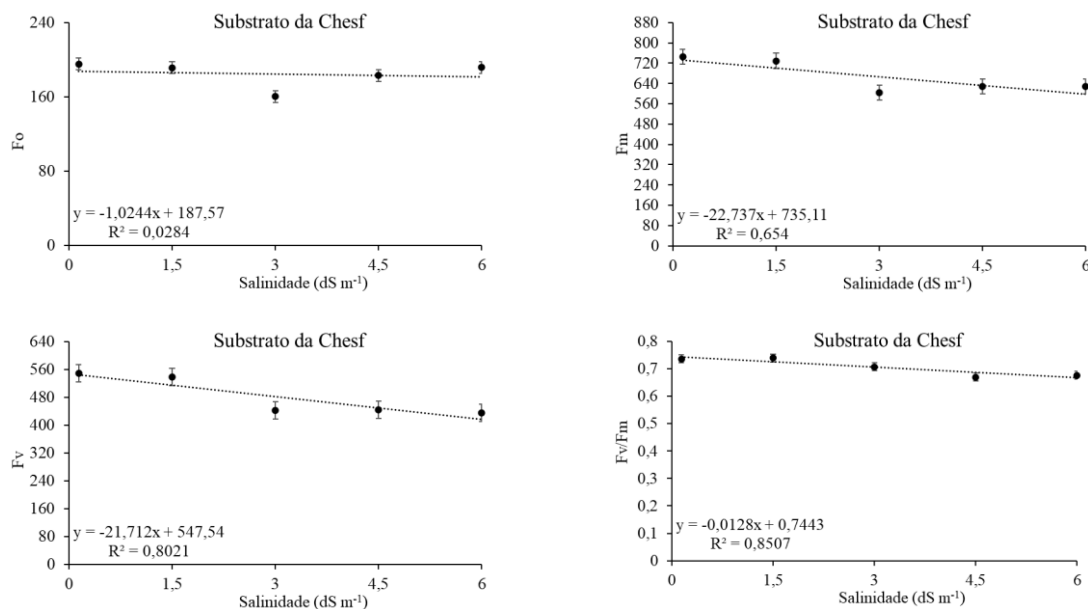 Substrato da Chesf
240
160
80
0
Fo
y = -1,0244x + 187,57
R² = 0,0284
0 1,5 3 4,5 6
Salinidade (dS m⁻¹)
Substrato da Chesf
880
800
720
640
560
480
400
320
240
160
80
0
Fm
y = -22,737x + 735,11
R² = 0,654
0 1,5 3 4,5 6
Salinidade (dS m⁻¹)
Substrato da Chesf
640
560
480
400
320
240
160
80
0
Fv
y = -21,712x + 547,54
R² = 0,8021
0 1,5 3 4,5 6
Salinidade (dS m⁻¹)
Substrato da Chesf
0,8
0,7
0,6
0,5
0,4
0,3
0,2
0,1
0
Fv/Fm
y = -0,0128x + 0,7443
R² = 0,8507
0 1,5 3 4,5 6
Salinidade (dS m⁻¹)